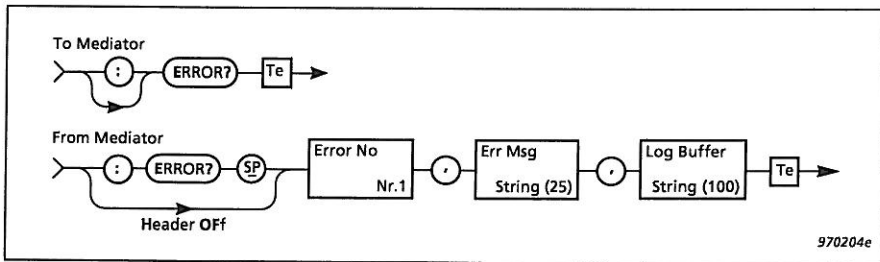 To Mediator
: ERROR? Te
From Mediator
: ERROR? SP Error No Nr.1 , Err Msg String (25) , Log Buffer String (100) Te
Header OFf
970204e